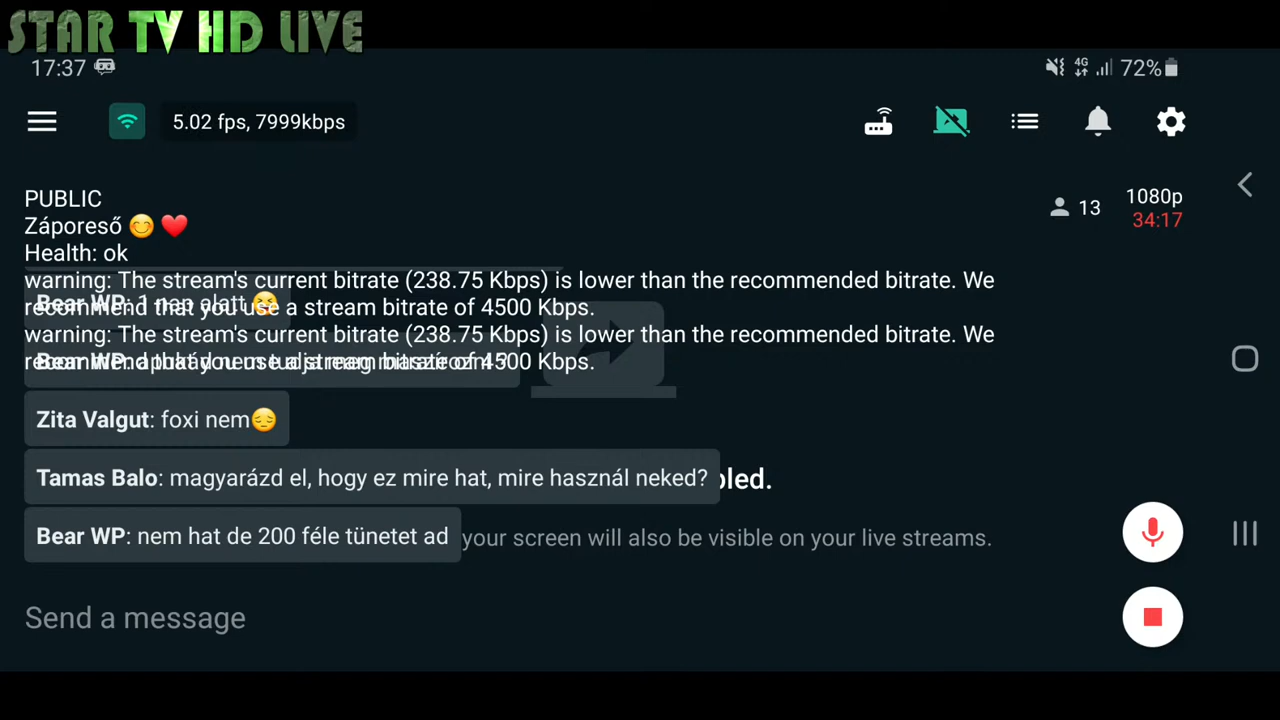 STAR TV HD LIVE
17:37
4G 72%
5.02 fps, 7999kbps
PUBLIC
Záporeső 😊 ❤️
13
1080p
34:17
Health: ok
warning: The stream's current bitrate (238.75 Kbps) is lower than the recommended bitrate. We
Bear WP: 1 nap alatt 😆
recommend that you use a stream bitrate of 4500 Kbps.
warning: The stream's current bitrate (238.75 Kbps) is lower than the recommended bitrate. We
recommend that you use a stream bitrate of 4500 Kbps.
Bear WP:
Zita Valgut: foxi nem😔
Tamas Balo: magyarázd el, hogy ez mire hat, mire használ neked?
Bear WP: nem hat de 200 féle tünetet ad
your screen will also be visible on your live streams.
Send a message